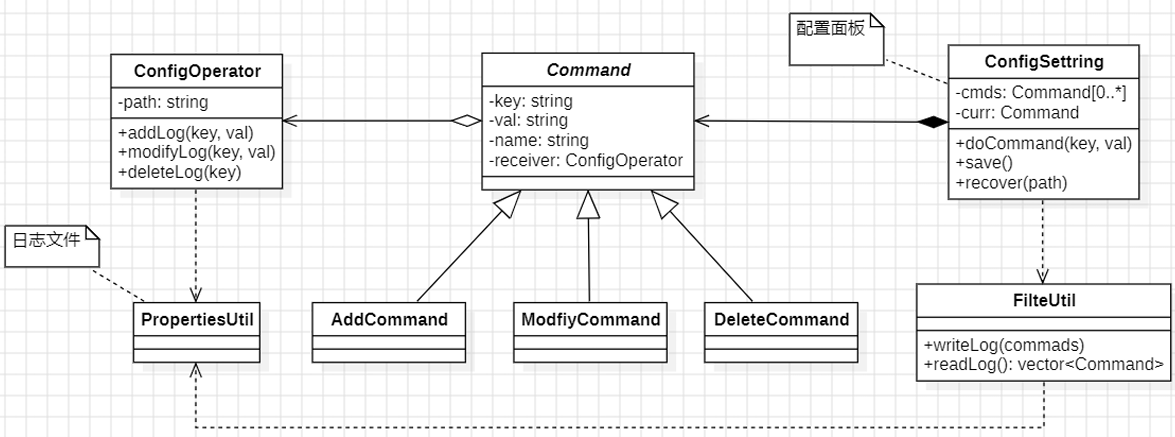 ConfigOperator
-path: string
+addLog(key, val)
+modifyLog(key, val)
+deleteLog(key)
Command
-key: string
-val: string
-name: string
-receiver: ConfigOperator
配置面板
ConfigSettring
-cmds: Command[0..*]
-curr: Command
+doCommand(key, val)
+save()
+recover(path)
日志文件
PropertiesUtil
AddCommand
ModfiyCommand
DeleteCommand
FilteUtil
+writeLog(commads)
+readLog(): vector<Command>